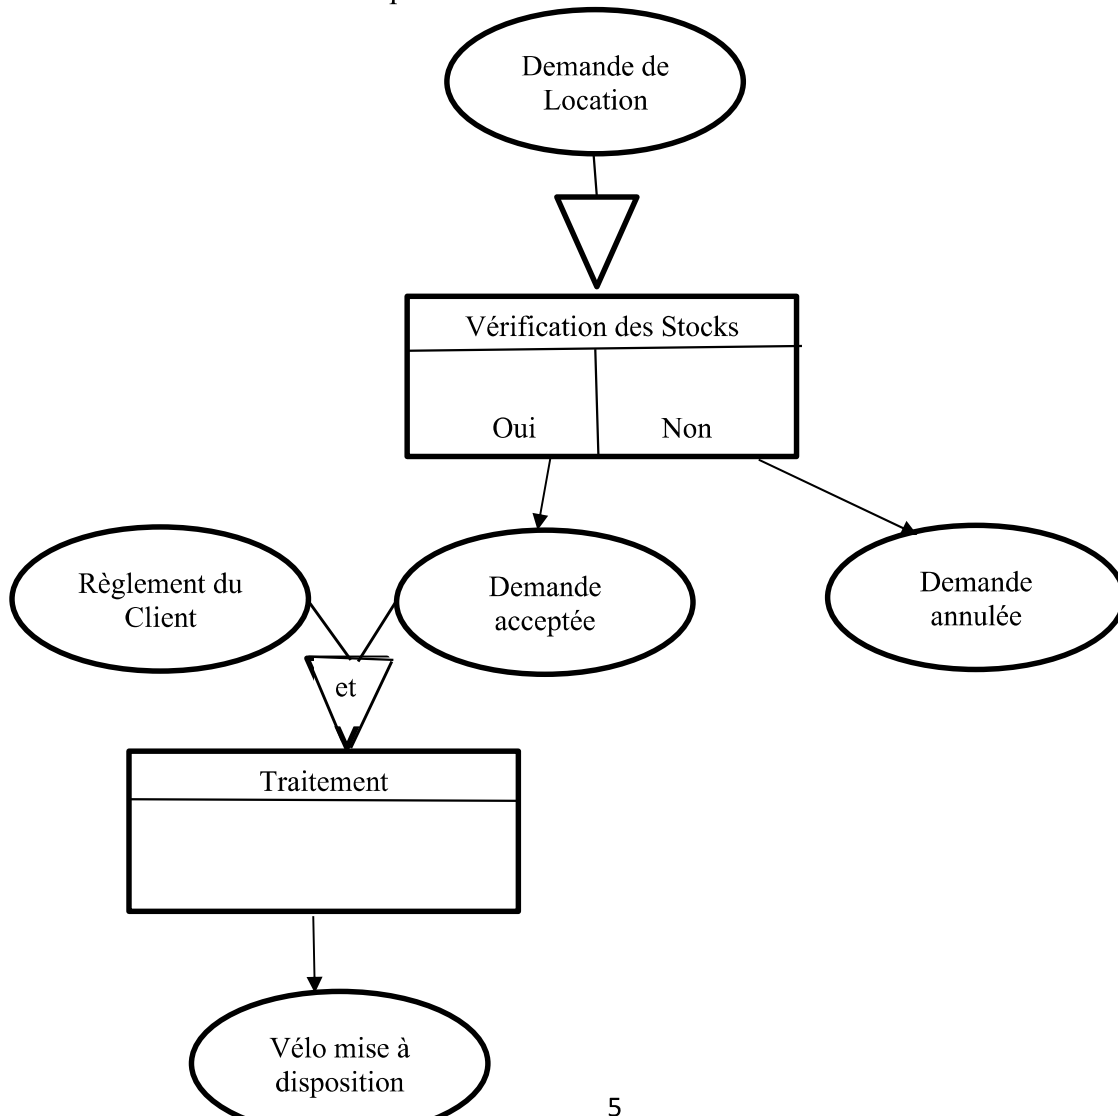 Demande de
Location
Vérification des Stocks
Oui
Non
Règlement du
Client
Demande
acceptée
Demande
annulée
et
Traitement
Vélo mise à
disposition
5